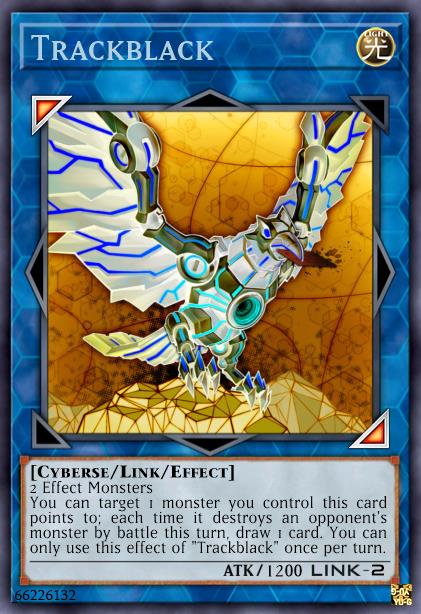 Trackblack
LIGHT
光
[Cyberse/Link/Effect]
2 Effect Monsters
You can target 1 monster you control this card
points to; each time it destroys an opponent's
monster by battle this turn, draw 1 card. You can
only use this effect of "Trackblack" once per turn.
ATK/1200 LINK-2
66226132